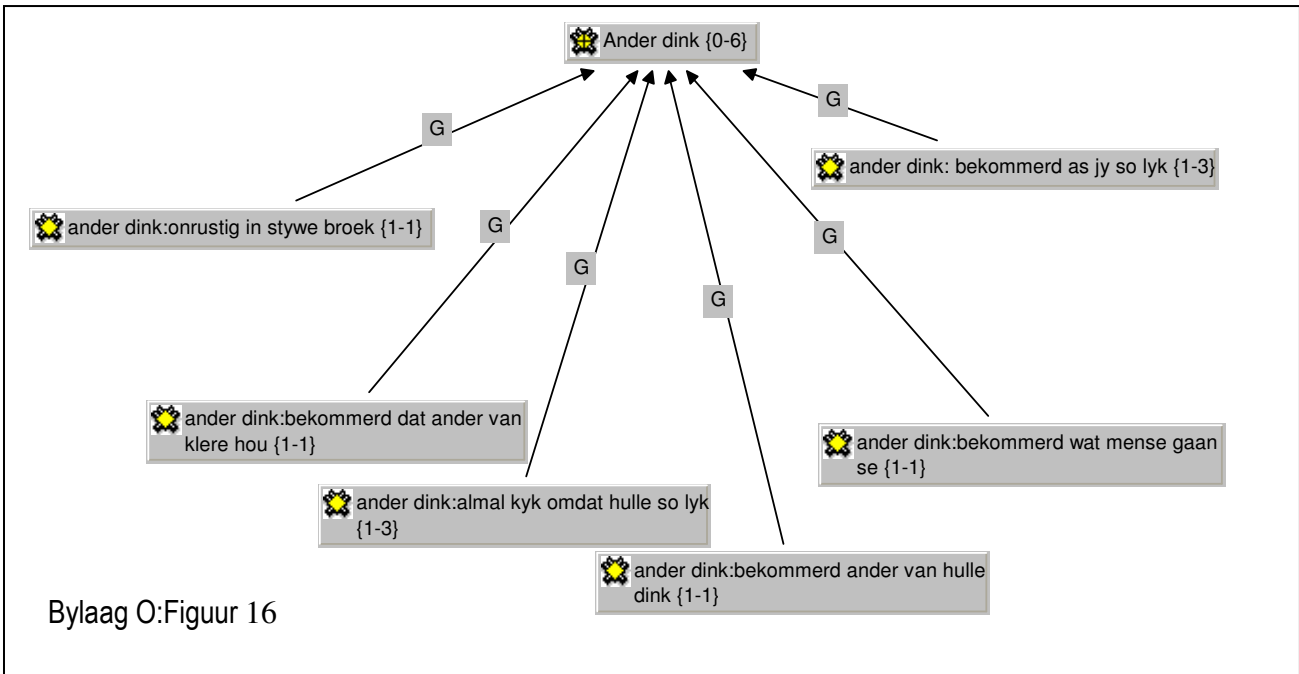 Ander dink {0-6}
G
G
ander dink: bekommerd as jy so lyk {1-3}
ander dink:onrustig in stywe broek {1-1}
G
G
G
G
ander dink:bekommerd dat ander van
klere hou {1-1}
ander dink:bekommerd wat mense gaan
se {1-1}
ander dink:almal kyk omdat hulle so lyk
{1-3}
ander dink:bekommerd ander van hulle
dink {1-1}
Bylaag O:Figuur 16